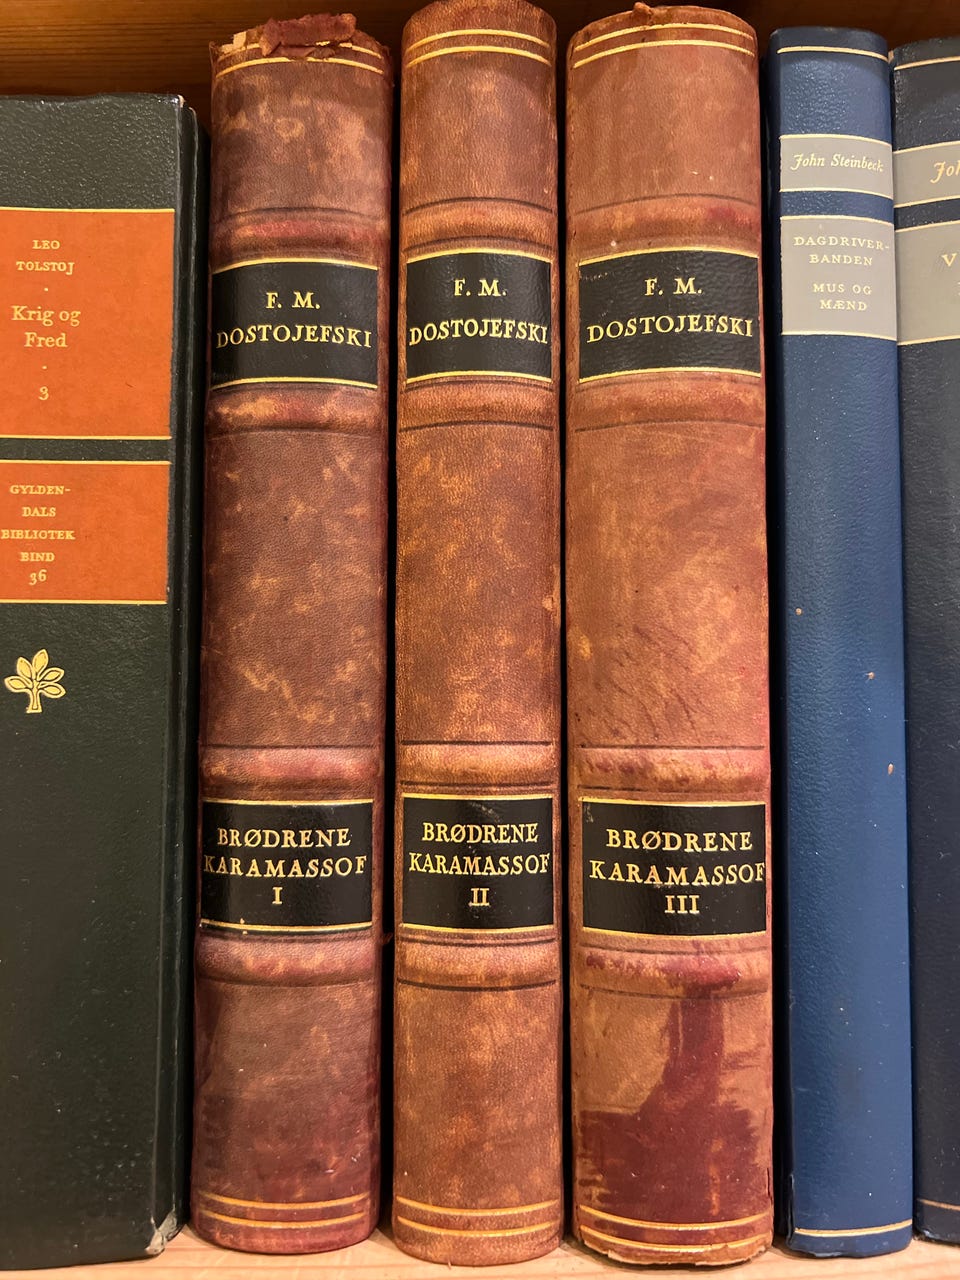 LEO
TOLSTOJ
Krig og
Fred
3
GYLDEN-
DALS
BIBLIOTEK
BIND
36
F. M.
DOSTOJEFSKI
BRØDRENE
KARAMASSOF
I
F. M.
DOSTOJEFSKI
BRØDRENE
KARAMASSOF
II
F. M.
DOSTOJEFSKI
BRØDRENE
KARAMASSOF
III
John Steinbeck
DAGDRIVER-
BANDEN
MUS OG
MÆND